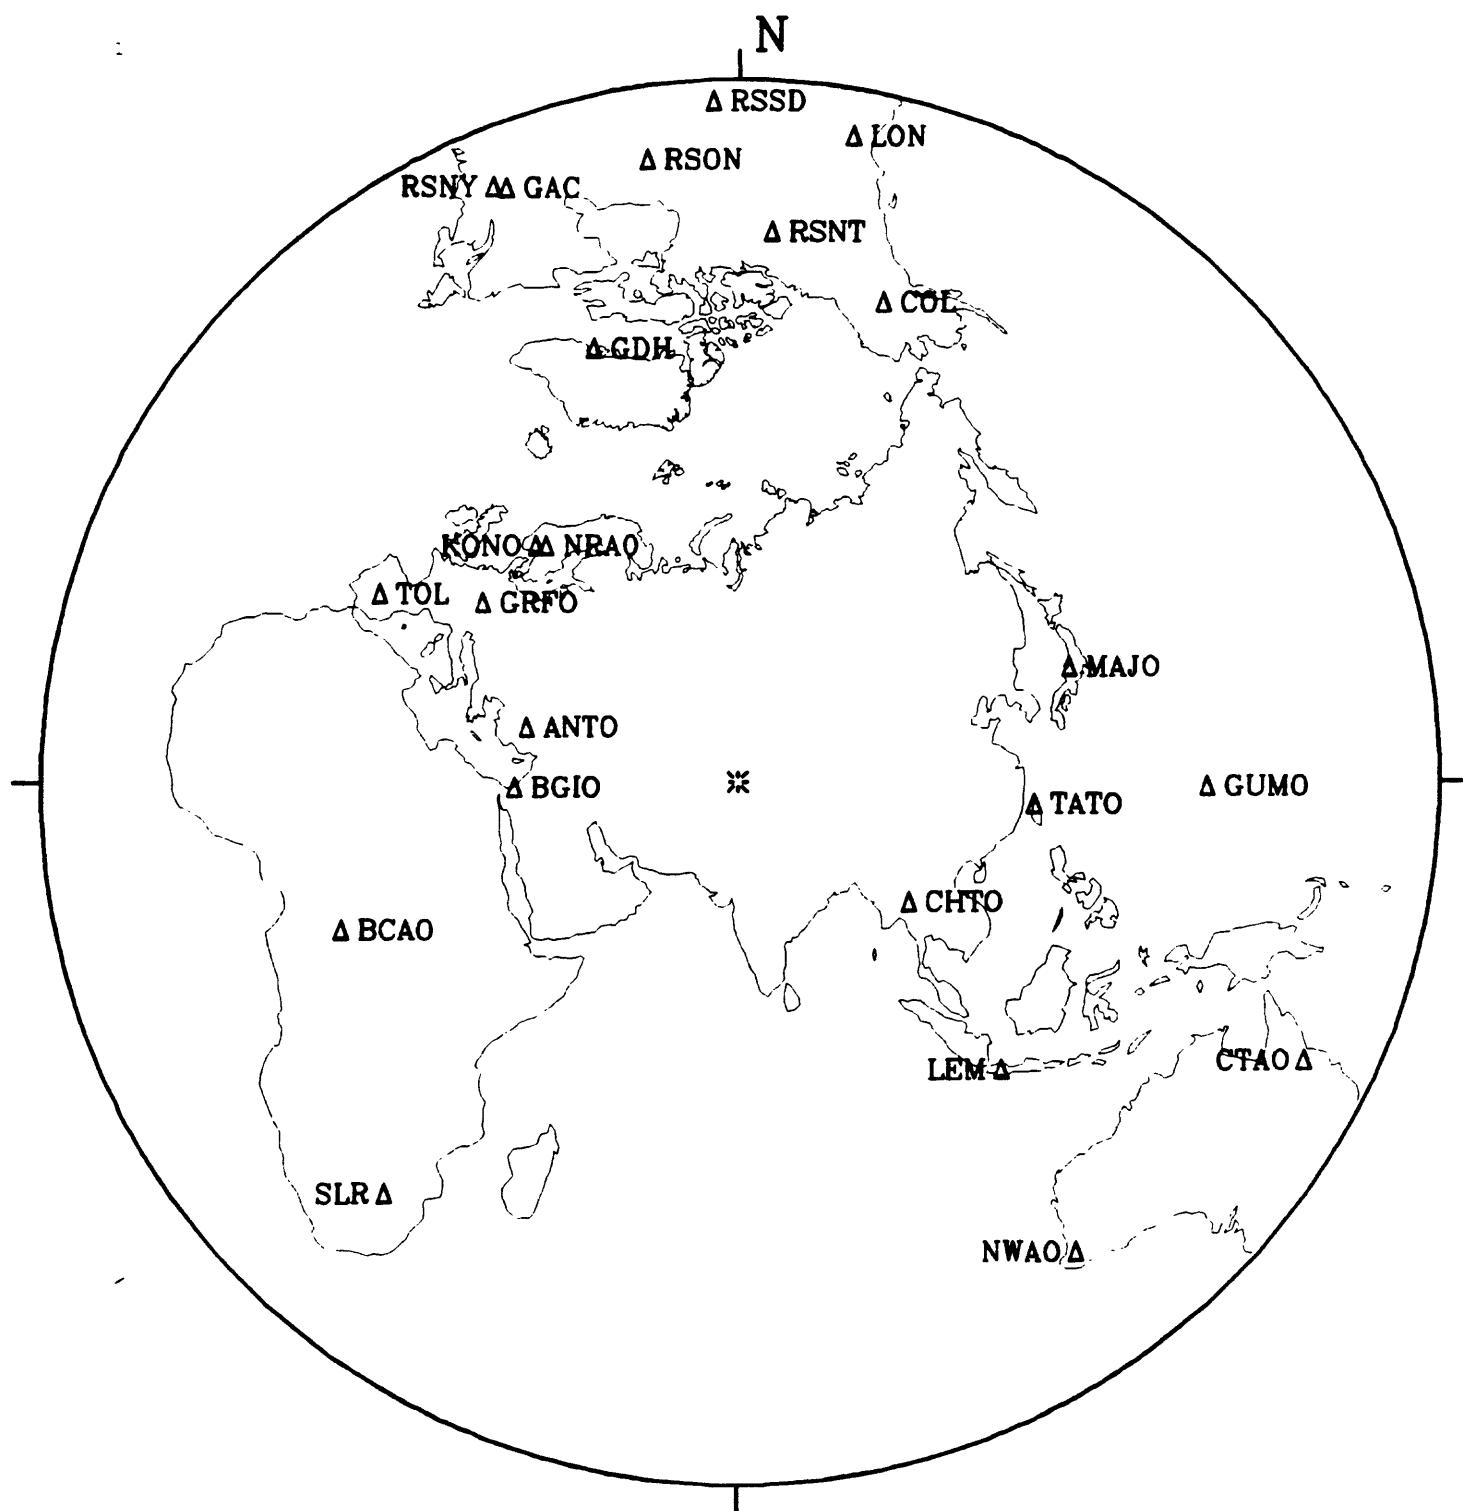 N
RSSD
LON
RSON
RSNY
GAC
RSNT
COL
GDH
KONO
NRAO
TOL
GRFO
MAJO
ANTO
BGIO
GUMO
TATO
CHTO
BCAO
LEM
CTAO
SLR
NWAO